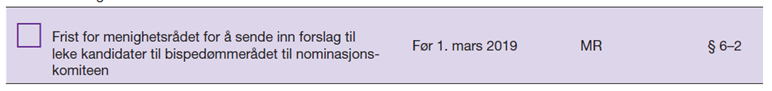 Frist for menighetsrådet for å sende inn forslag til
leke kandidater til bispedømmerådet til nominasjons-
komiteen
Før 1. mars 2019
MR
§ 6–2